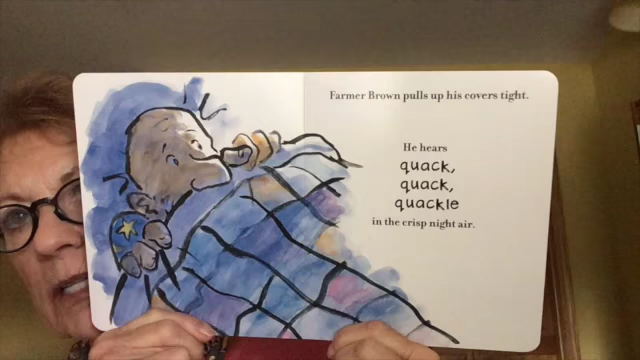 Farmer Brown pulls up his covers tight.
He hears
quack,
quack,
quackle
in the crisp night air.